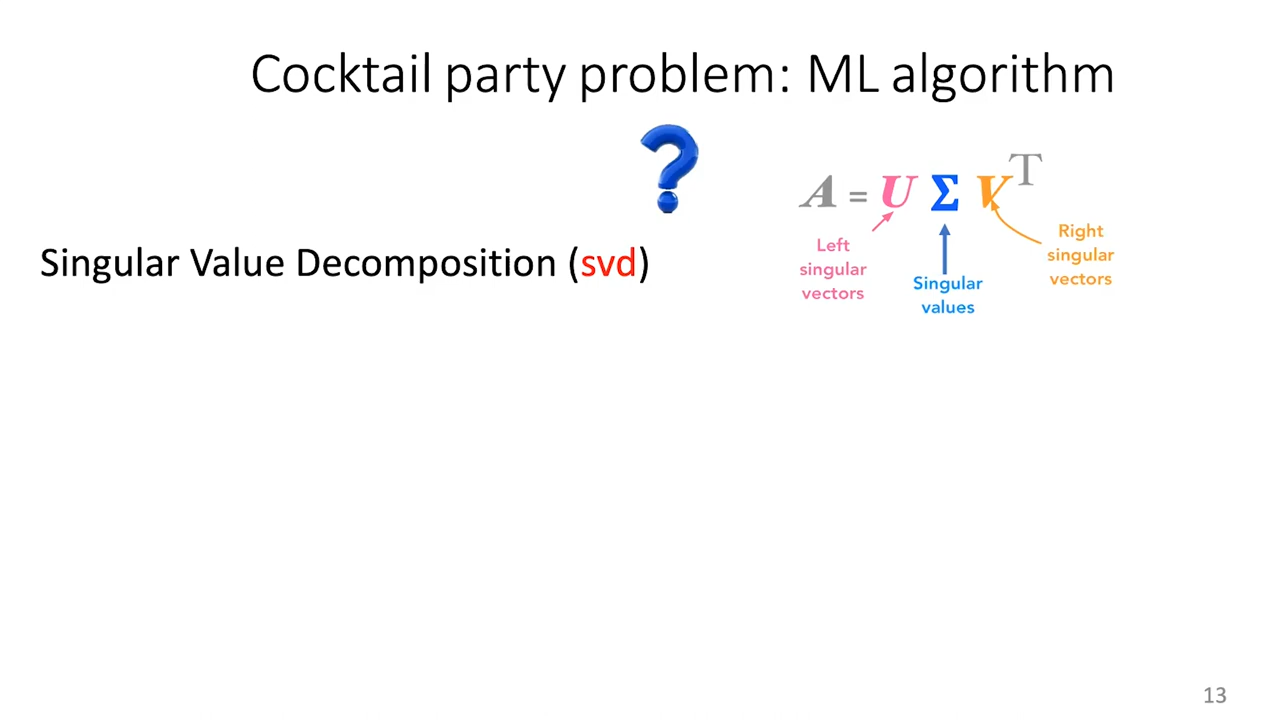 Cocktail party problem: ML algorithm
?
A = U Σ V^T
Left
singular
vectors
Singular
values
Right
singular
vectors
Singular Value Decomposition (svd)
13